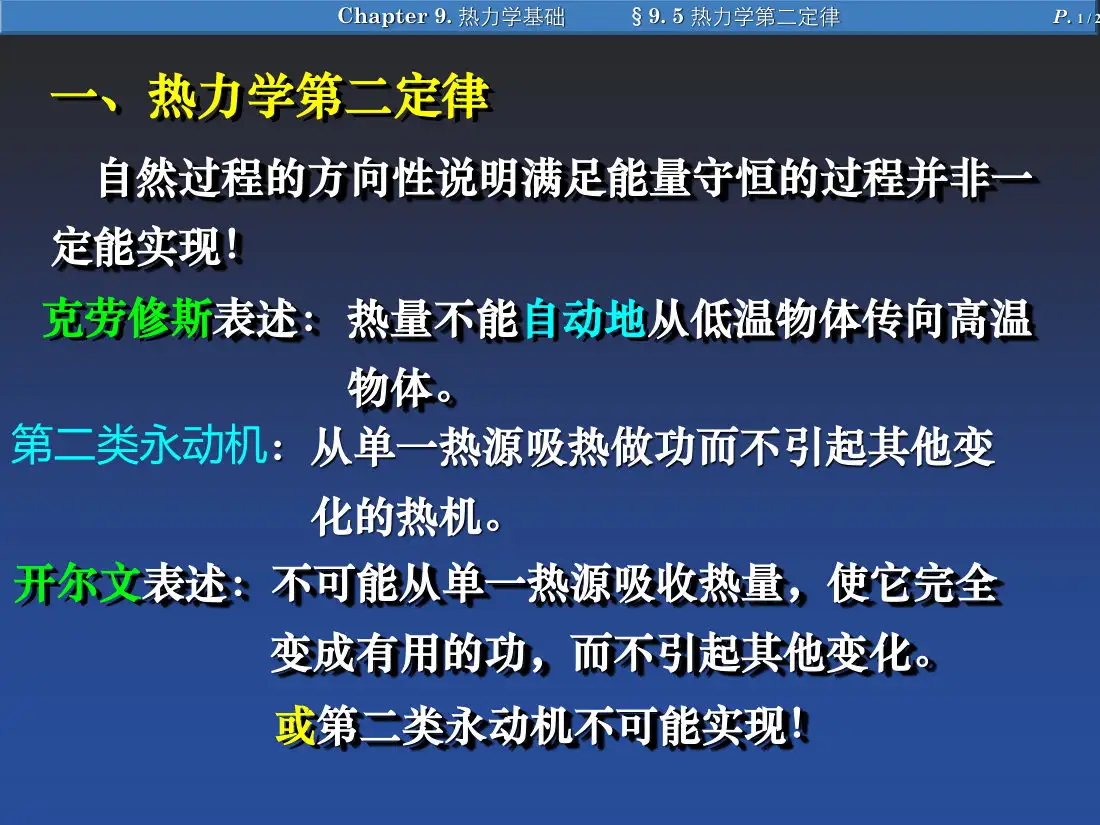 Chapter 9. 热力学基础 §9.5 热力学第二定律 P. 1/2
一、热力学第二定律
自然过程的方向性说明满足能量守恒的过程并非一
定能实现！
克劳修斯表述：热量不能自动地从低温物体传向高温
物体。
第二类永动机：从单一热源吸热做功而不引起其他变
化的热机。
开尔文表述：不可能从单一热源吸收热量，使它完全
变成有用的功，而不引起其他变化。
或第二类永动机不可能实现！